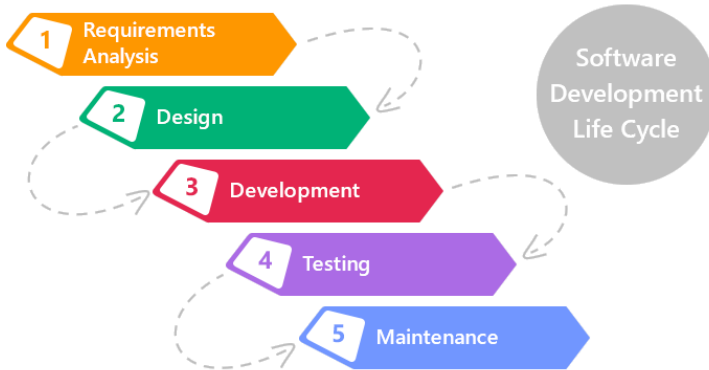 1
Requirements
Analysis
2
Design
3
Development
4
Testing
5
Maintenance
Software
Development
Life Cycle